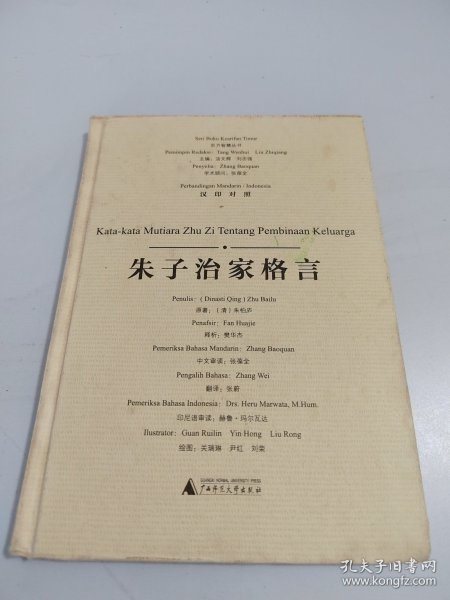 Seri Buku Kearifan Timur
东方智慧丛书
Pemimpin Redaksi: Tang Wenhui Liu Zhiqiang
主编：汤文辉 刘志强
Penyelia: Zhang Baoquan
学术顾问：张葆全
Perbandingan Mandarin / Indonesia
汉印对照
Kata-kata Mutiara Zhu Zi Tentang Pembinaan Keluarga
朱子治家格言
Penulis: (Dinasti Qing) Zhu Bailu
原著：（清）朱柏庐
Penafsir: Fan Huajie
释析：樊华杰
Pemeriksa Bahasa Mandarin: Zhang Baoquan
中文审读：张葆全
Pengalih Bahasa: Zhang Wei
翻译：张蔚
Pemeriksa Bahasa Indonesia: Drs. Heru Marwata, M.Hum.
印尼语审读：赫鲁·玛尔瓦达
Ilustrator: Guan Ruilin Yin Hong Liu Rong
绘图：关瑞琳 尹红 刘荣
GUANGXI NORMAL UNIVERSITY PRESS
广西师范大学出版社
孔夫子旧书网
www.kongfz.com